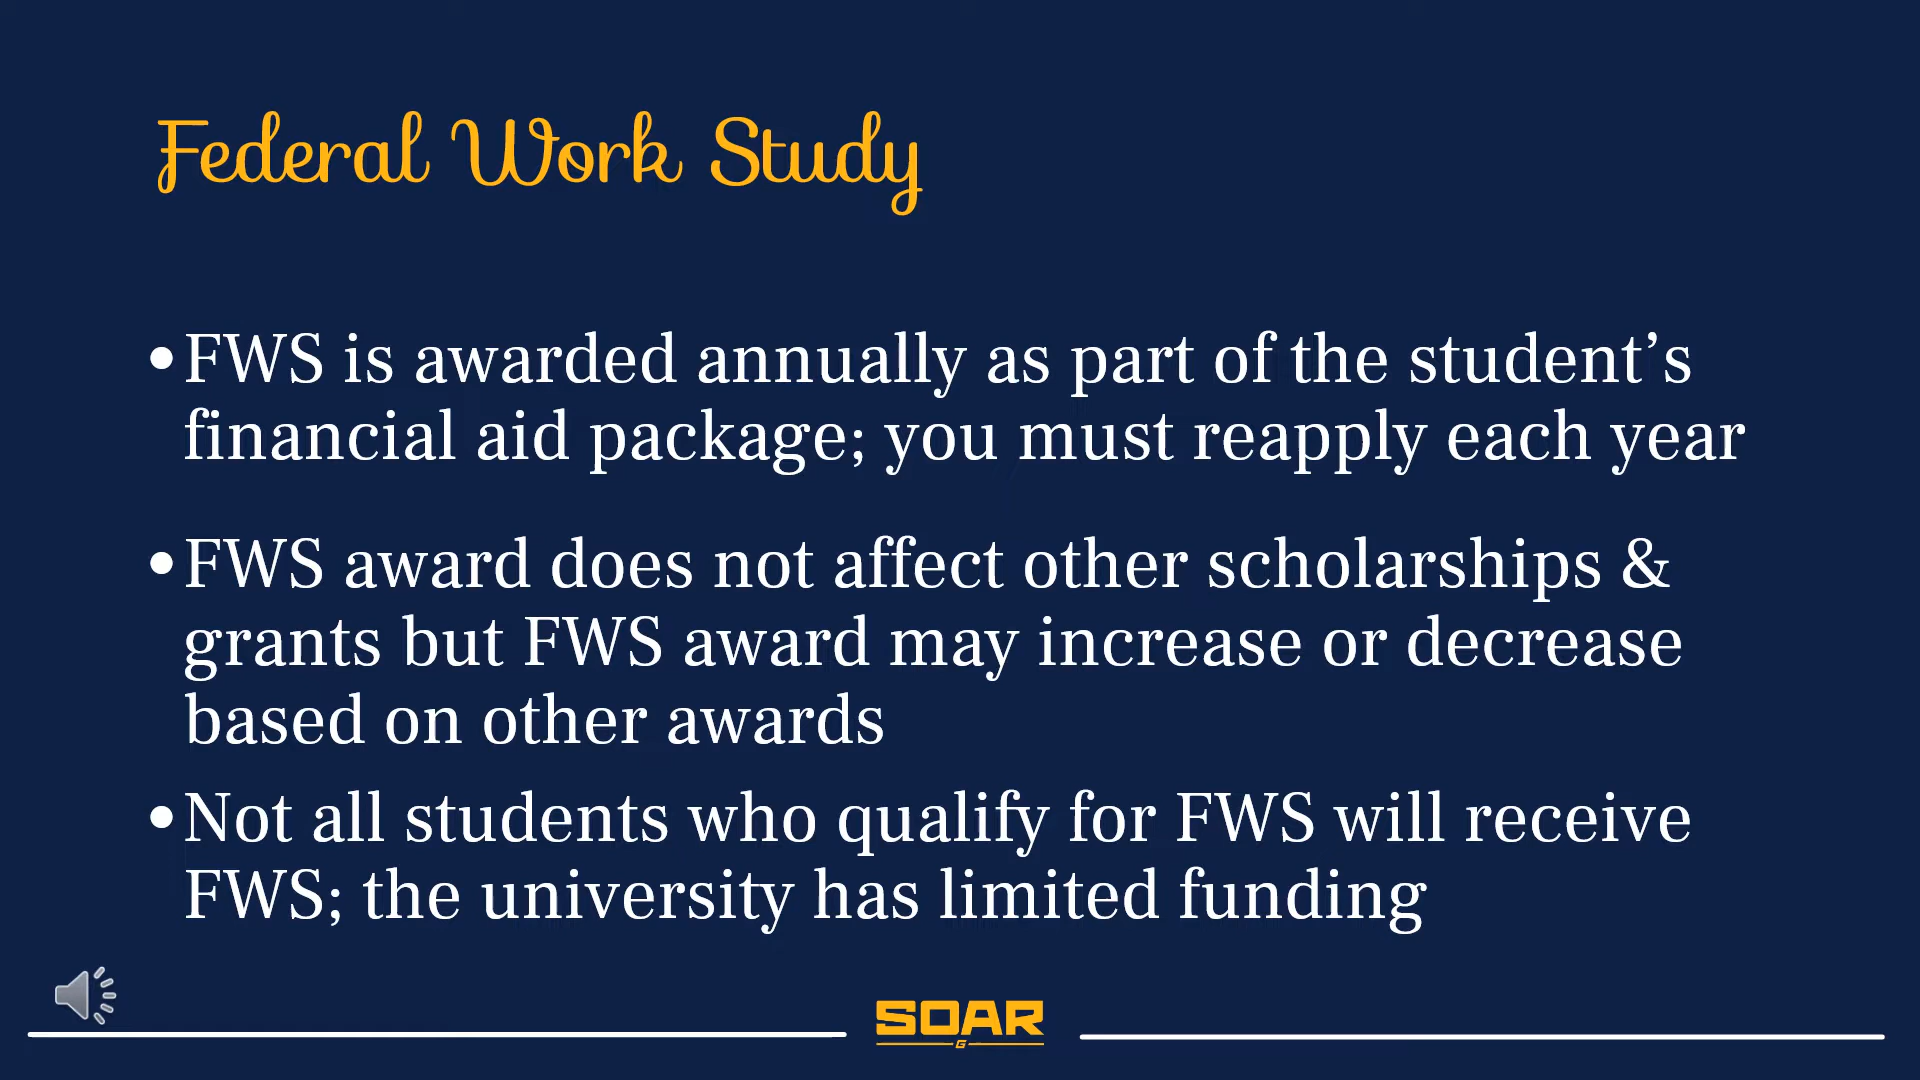 Federal Work Study
•FWS is awarded annually as part of the student’s
financial aid package; you must reapply each year
•FWS award does not affect other scholarships &
grants but FWS award may increase or decrease
based on other awards
•Not all students who qualify for FWS will receive
FWS; the university has limited funding
SOAR
G